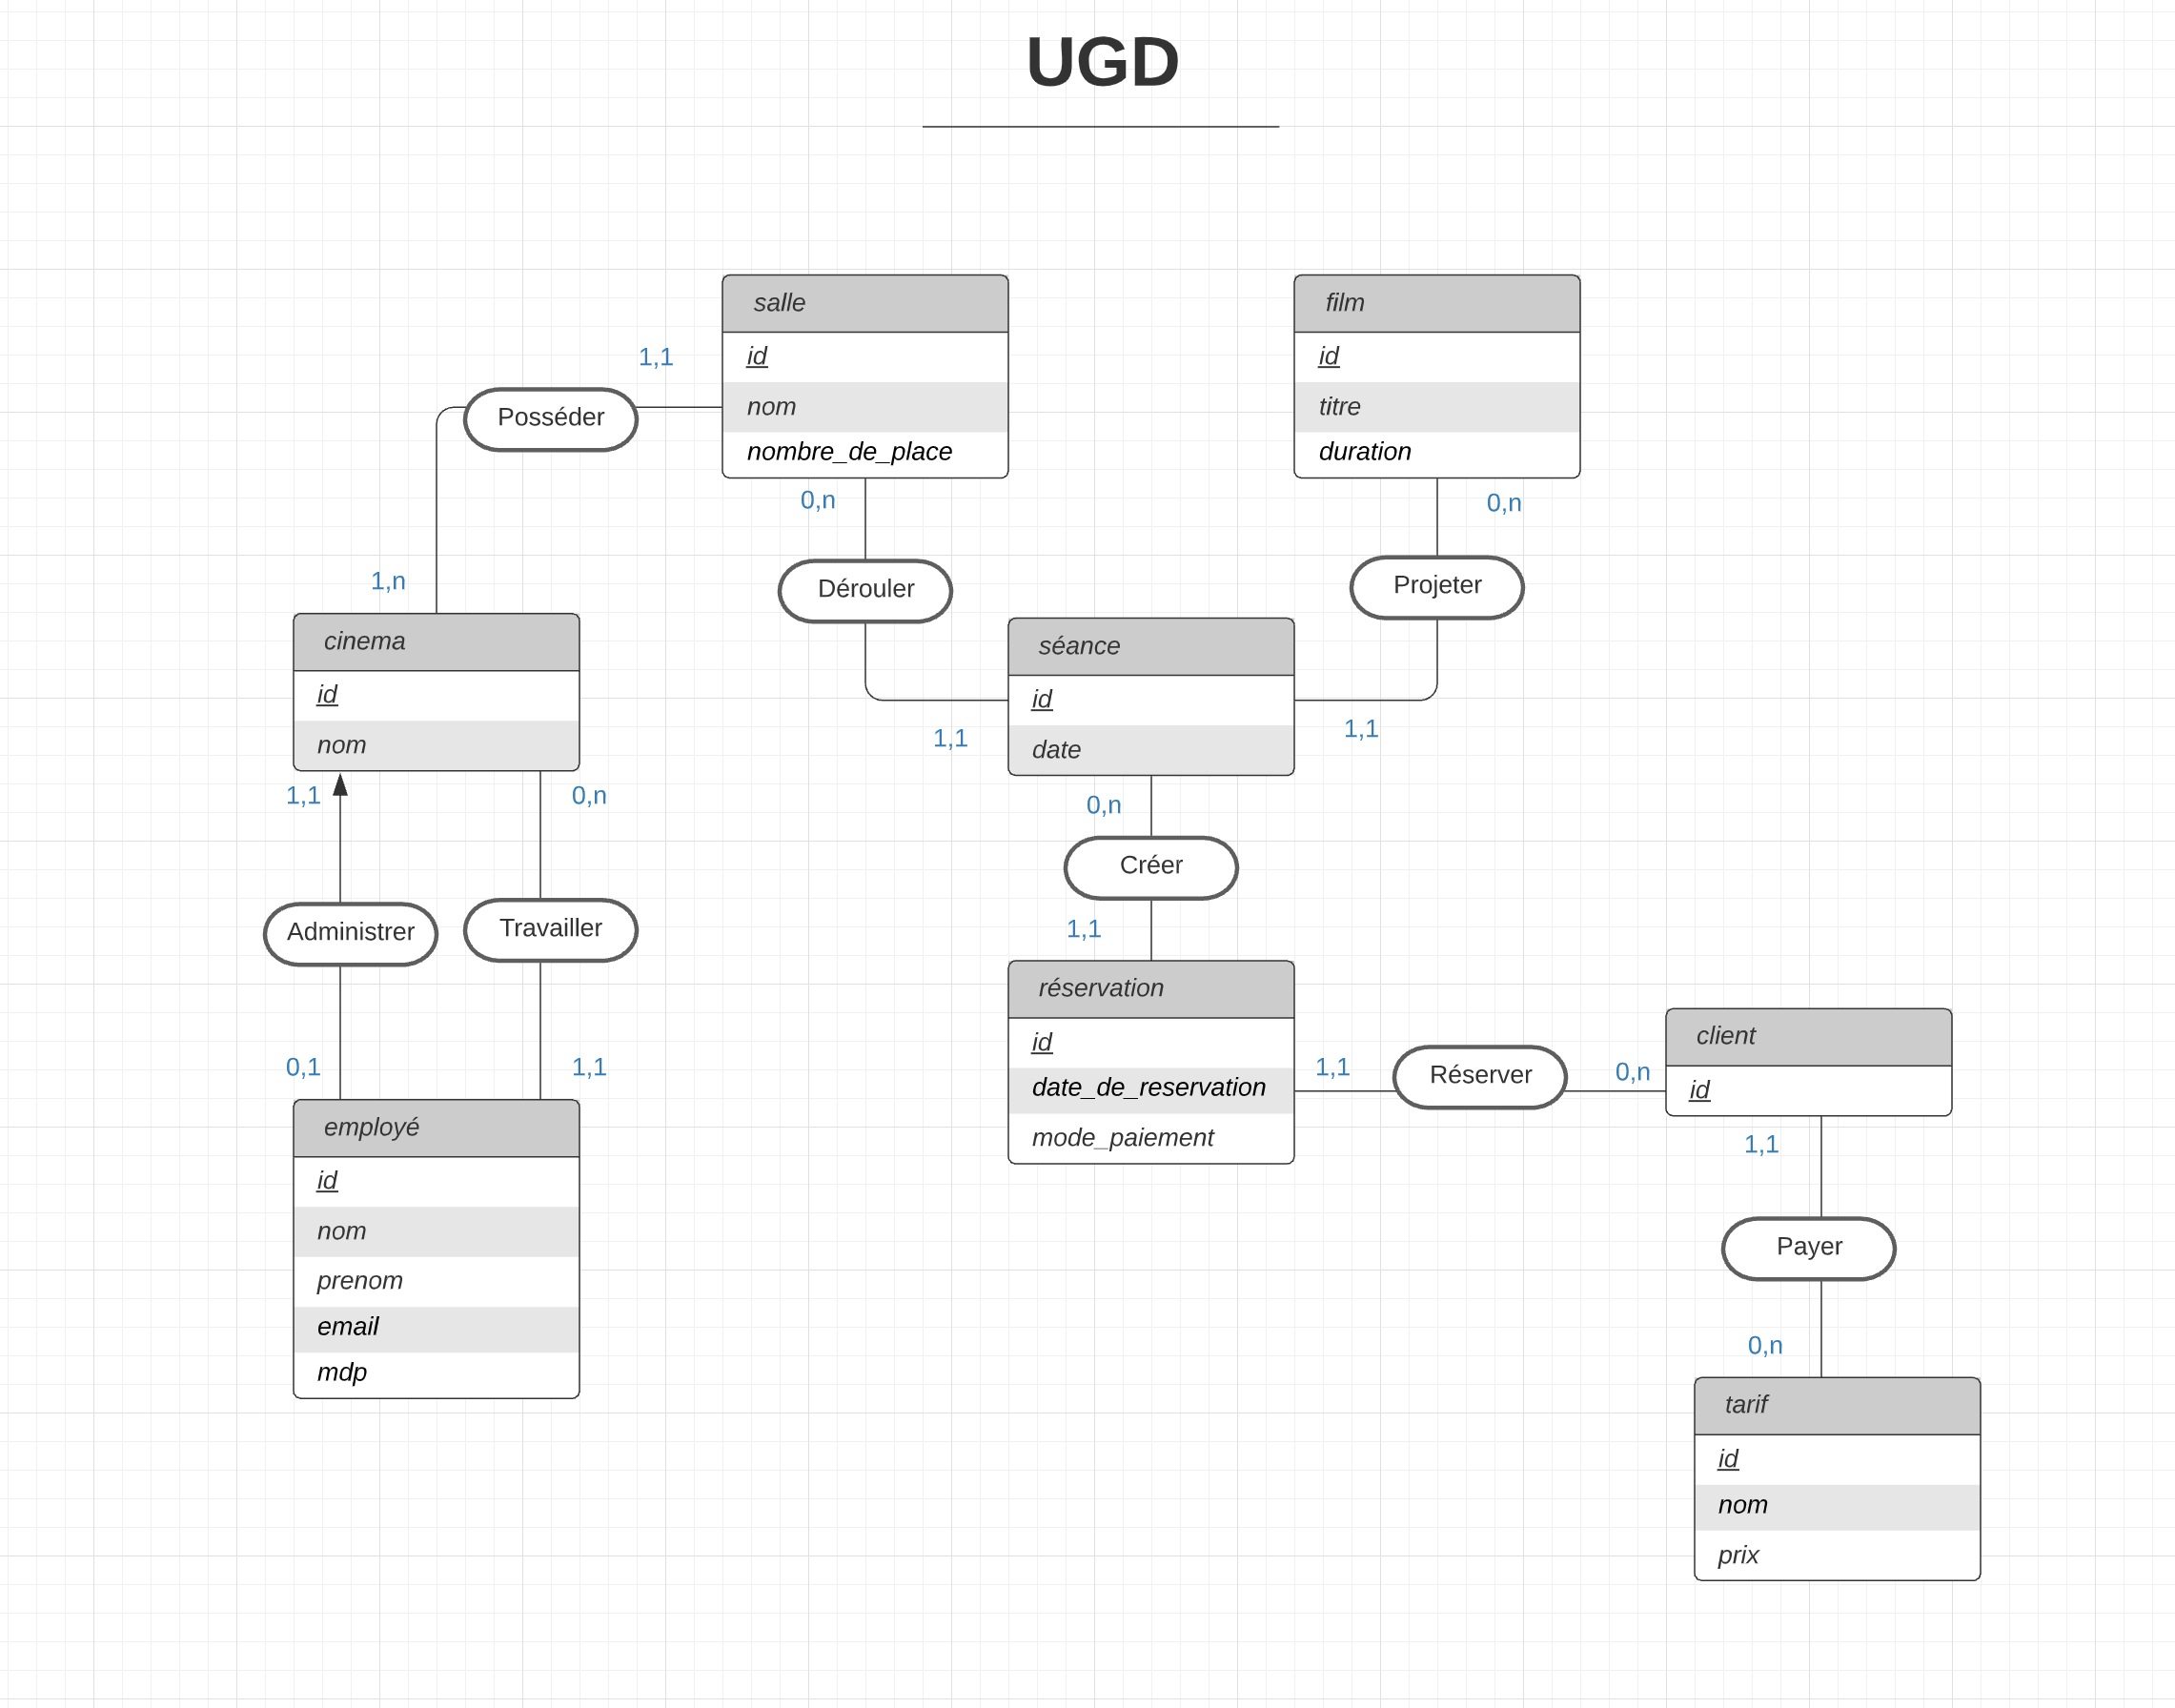 UGD
salle
id
nom
nombre_de_place
film
id
titre
duration
1,1
Posséder
0,n
0,n
1,n
Dérouler
Projeter
cinema
id
nom
séance
id
date
1,1
1,1
1,1
0,n
0,n
Créer
1,1
Administrer
Travailler
0,1
1,1
réservation
id
date_de_reservation
mode_paiement
1,1
Réserver
0,n
client
id
employé
id
nom
prenom
email
mdp
1,1
Payer
0,n
tarif
id
nom
prix